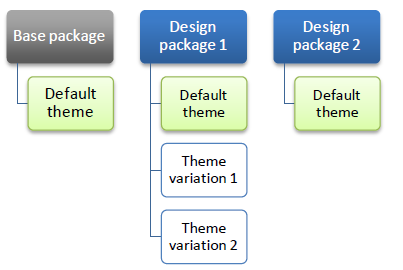 Base package
Default
theme
Design
package 1
Default
theme
Theme
variation 1
Theme
variation 2
Design
package 2
Default
theme